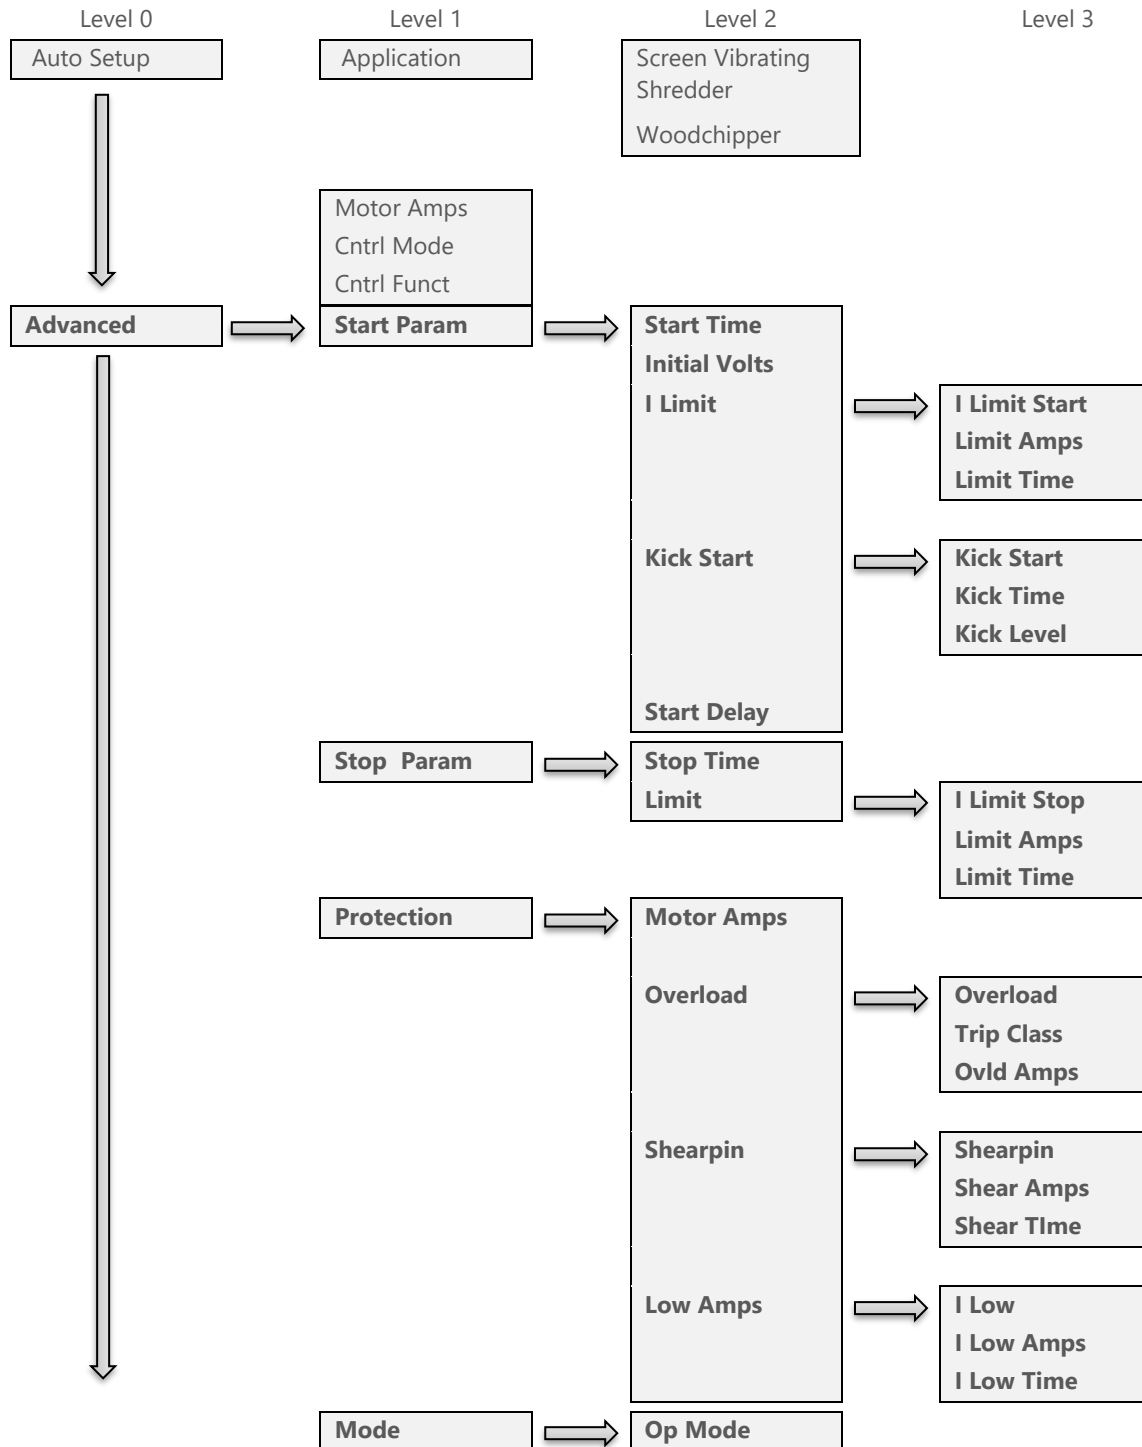 Level 0 Level 1 Level 2 Level 3
Auto Setup Application Screen Vibrating
Shredder
Woodchipper
Motor Amps
Cntrl Mode
Cntrl Funct
Advanced Start Param Start Time
Initial Volts
I Limit I Limit Start
Limit Amps
Limit Time
Kick Start Kick Start
Kick Time
Kick Level
Start Delay
Stop Param Stop Time
Limit I Limit Stop
Limit Amps
Limit Time
Protection Motor Amps
Overload Overload
Trip Class
Ovld Amps
Shearpin Shearpin
Shear Amps
Shear TIme
Low Amps I Low
I Low Amps
I Low Time
Mode Op Mode